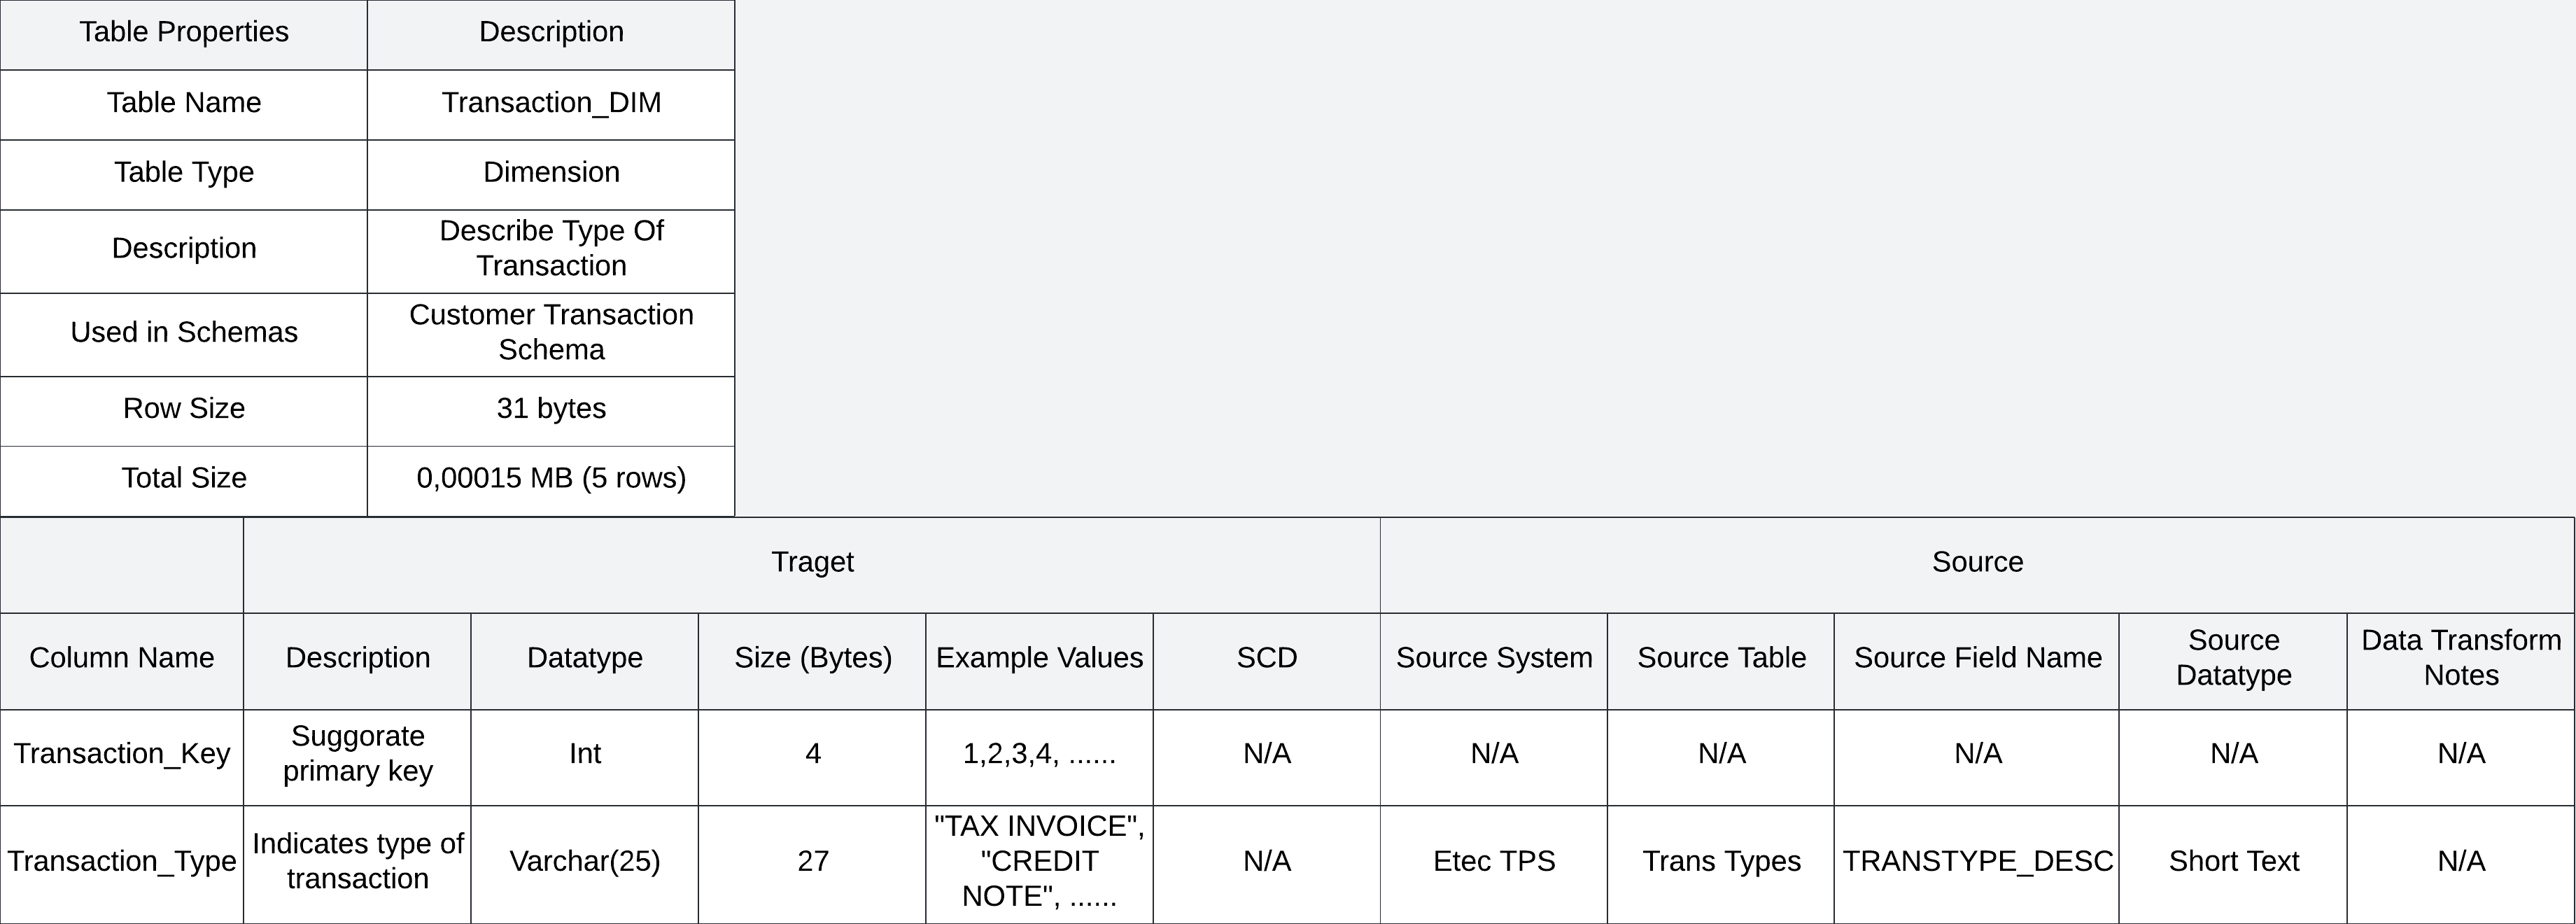 Table Properties
Description
Table Name
Transaction_DIM
Table Type
Dimension
Description
Describe Type Of
Transaction
Used in Schemas
Customer Transaction
Schema
Row Size
31 bytes
Total Size
0,00015 MB (5 rows)
Traget
Source
Column Name
Description
Datatype
Size (Bytes)
Example Values
SCD
Source System
Source Table
Source Field Name
Source
Datatype
Data Transform
Notes
Transaction_Key
Suggorate
primary key
Int
4
1,2,3,4, ......
N/A
N/A
N/A
N/A
N/A
N/A
Transaction_Type
Indicates type of
transaction
Varchar(25)
27
"TAX INVOICE",
"CREDIT
NOTE", ......
N/A
Etec TPS
Trans Types
TRANSTYPE_DESC
Short Text
N/A